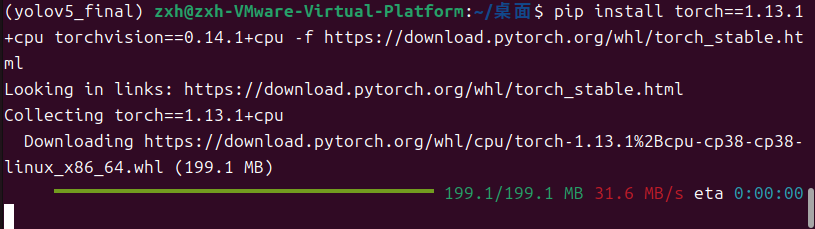 (yolov5_final) zxh@zxh-VMware-Virtual-Platform:~/桌面$ pip install torch==1.13.1
+cpu torchvision==0.14.1+cpu -f https://download.pytorch.org/whl/torch_stable.ht
ml
Looking in links: https://download.pytorch.org/whl/torch_stable.html
Collecting torch==1.13.1+cpu
  Downloading https://download.pytorch.org/whl/cpu/torch-1.13.1%2Bcpu-cp38-cp38-
linux_x86_64.whl (199.1 MB)
199.1/199.1 MB 31.6 MB/s eta 0:00:00